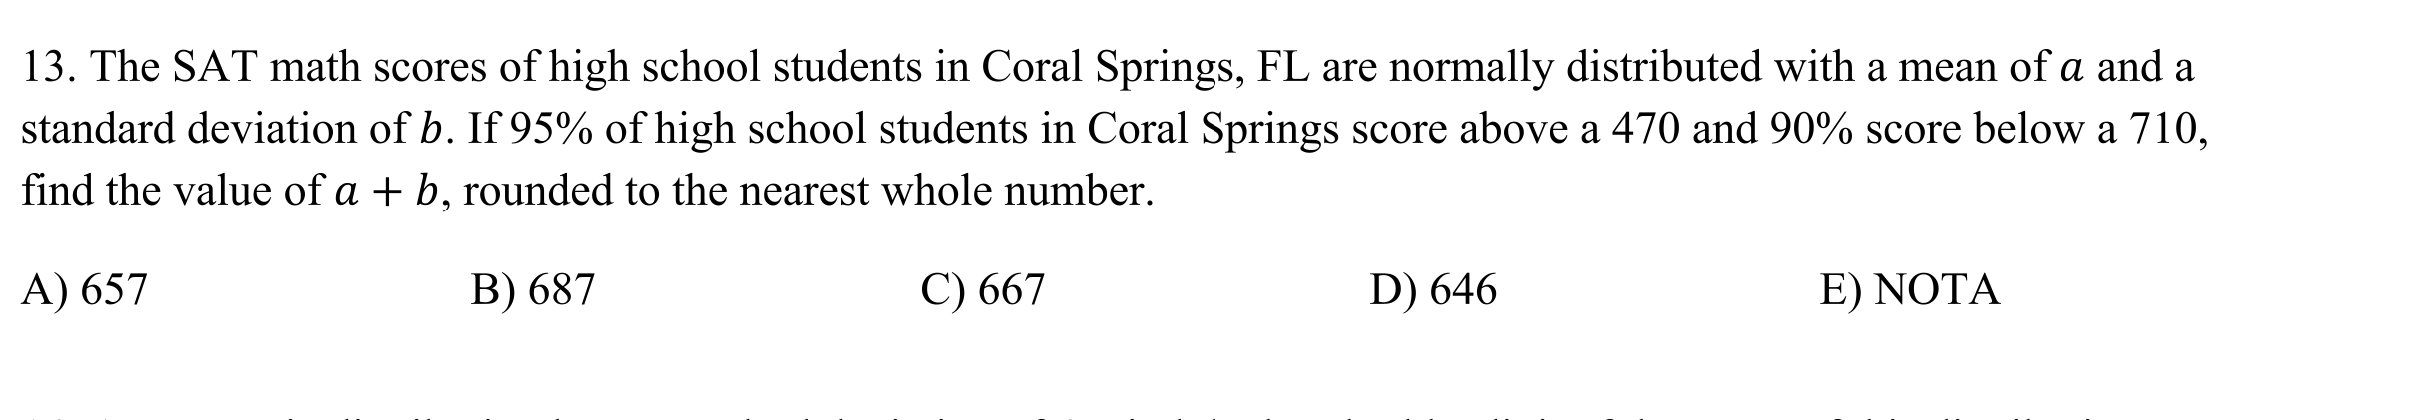 13. The SAT math scores of high school students in Coral Springs, FL are normally distributed with a mean of a and a
standard deviation of b. If 95% of high school students in Coral Springs score above a 470 and 90% score below a 710,
find the value of a + b, rounded to the nearest whole number.
A) 657 B) 687 C) 667 D) 646 E) NOTA